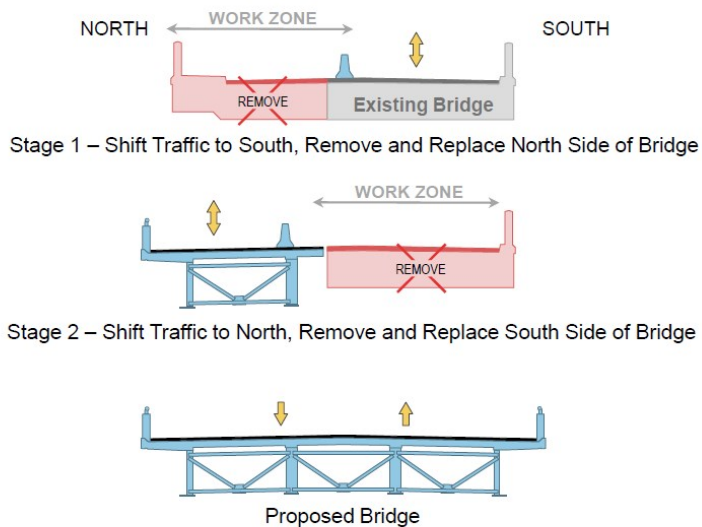 WORK ZONE
NORTH
SOUTH
REMOVE
Existing Bridge
Stage 1 – Shift Traffic to South, Remove and Replace North Side of Bridge
WORK ZONE
REMOVE
Stage 2 – Shift Traffic to North, Remove and Replace South Side of Bridge
Proposed Bridge